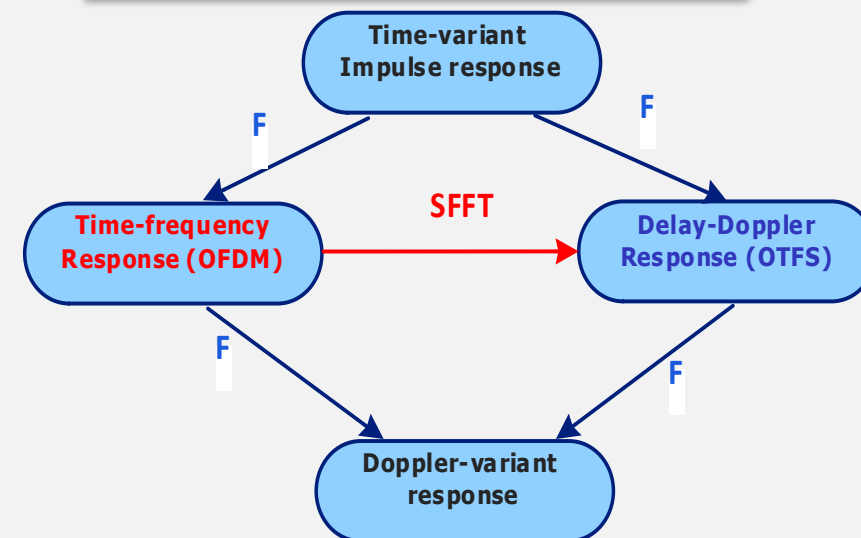 Time-variant
Impulse response
F
F
SFFT
Time-frequency
Response (OFDM)
Delay-Doppler
Response (OTFS)
F
F
Doppler-variant
response